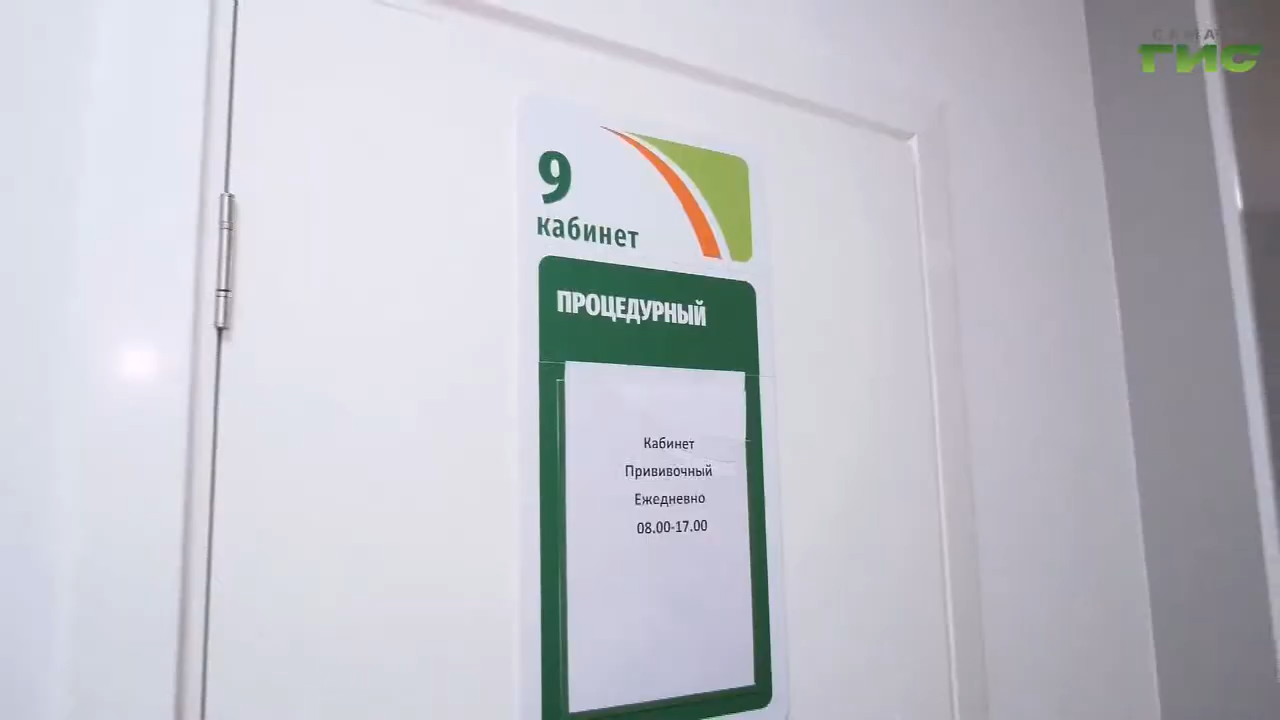 ГИС
9
кабинет
ПРОЦЕДУРНЫЙ
Кабинет
Прививочный
Ежедневно
08.00-17.00